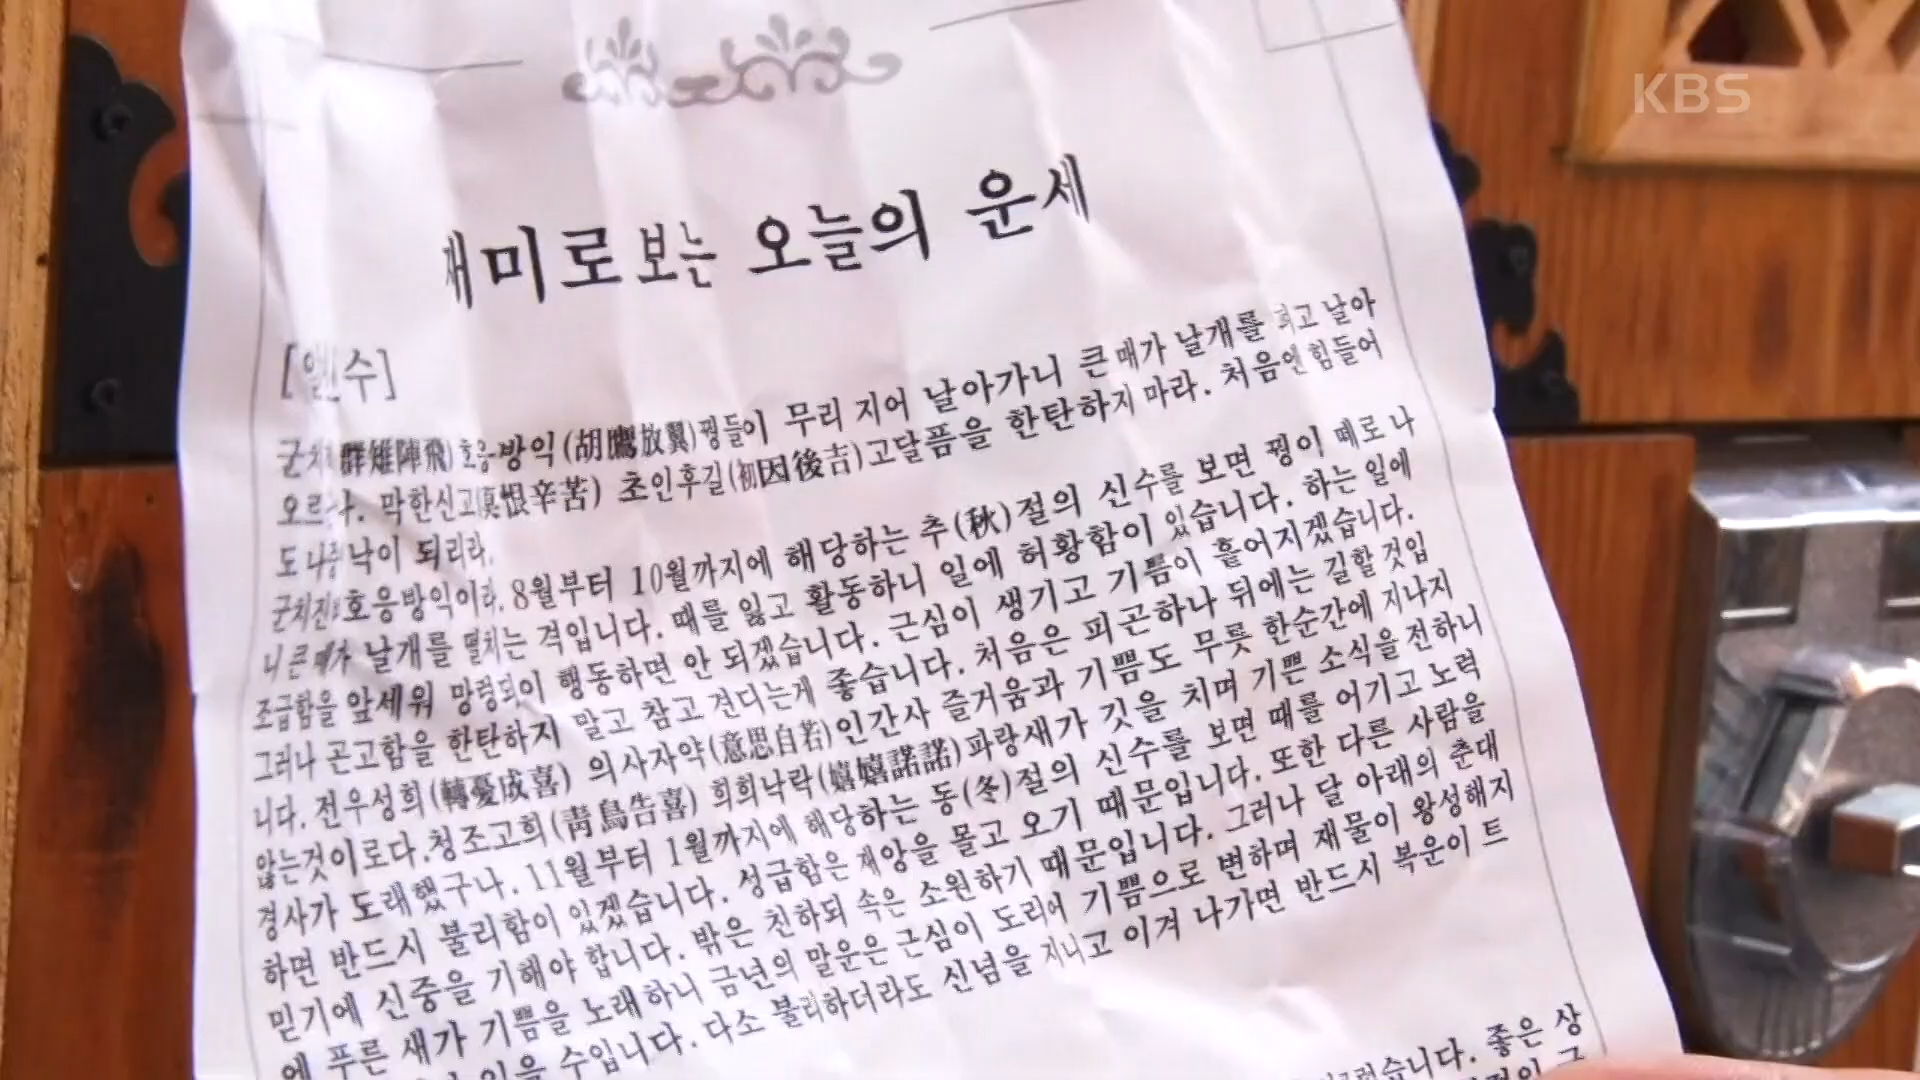 KBS
재미로 보는 오늘의 운세
[일년수]
군치 群雉陣飛) 호응방익(胡鷹放翼)꿩들이 무리 지어 날아가니 큰 매가 날개를 고 날아
오르 . 막한신고 恨辛苦) 초인후길(初因後吉)고달픔을 한탄하지 마라. 처음엔 힘들어
도 나중 낙이 되리라.
군치진 호응방익이라. 8월부터 10월까지에 해당하는 추(秋)절의 신수를 보면 꿩이 떼로 나
니 큰 매가 날개를 펼치는 격입니다. 때를 잃고 활동하니 일에 허황함이 있습니다. 하는 일에
조급함을 앞세워 망령되이 행동하면 안 되겠습니다. 근심이 생기고 기쁨이 흩어지겠습니다.
그러나 곤고함을 한탄하지 말고 참고 견디는게 좋습니다. 처음은 피곤하나 뒤에는 길할 것입
니다. 전우성희(轉憂成喜) 의사자약(意思自若)인간사 즐거움과 기쁨도 무릇 한순간에 지나지
않는것이로다.청조고희(靑鳥告喜) 희희낙락(嬉嬉諾諾)파랑새가 깃을 치며 기쁜 소식을 전하니
경사가 도래했구나. 11월부터 1월까지에 해당하는 동(冬)절의 신수를 보면 때를 어기고 노력
하면 반드시 불리함이 있겠습니다. 성급함은 재앙을 몰고 오기 때문입니다. 또한 다른 사람을
믿기에 신중을 기해야 합니다. 밖은 친하되 속은 소원하기 때문입니다. 그러나 달 아래의 춘대
에 푸른 새가 기쁨을 노래하니 금년의 말운은 근심이 도리어 기쁨으로 변하며 재물이 왕성해지
있을 수입니다. 다소 불리하더라도 신념을 지니고 이겨 나가면 반드시 복운이 트
습니다. 좋은 상